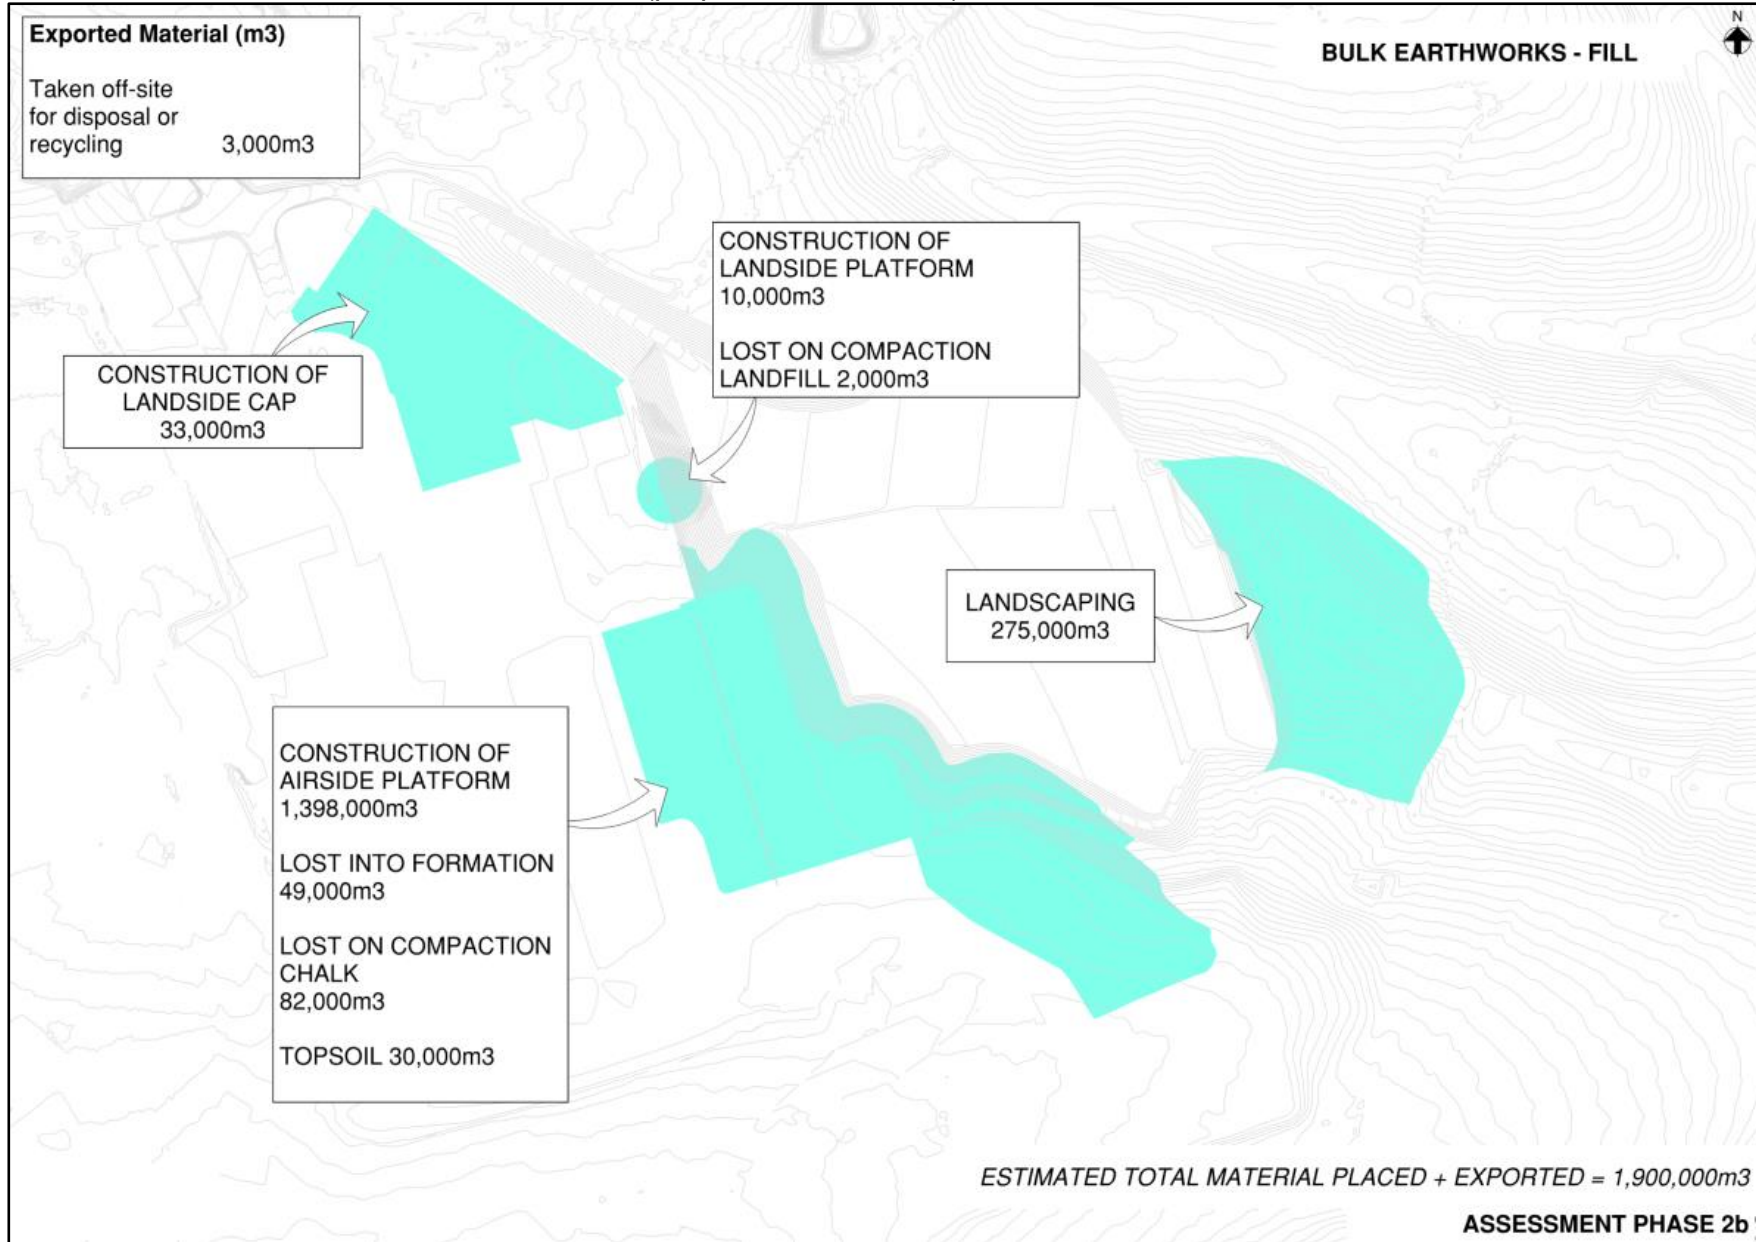 Exported Material (m3)
Taken off-site
for disposal or
recycling 3,000m3
BULK EARTHWORKS - FILL
N
CONSTRUCTION OF
LANDSIDE PLATFORM
10,000m3
LOST ON COMPACTION
LANDFILL 2,000m3
CONSTRUCTION OF
LANDSIDE CAP
33,000m3
LANDSCAPING
275,000m3
CONSTRUCTION OF
AIRSIDE PLATFORM
1,398,000m3
LOST INTO FORMATION
49,000m3
LOST ON COMPACTION
CHALK
82,000m3
TOPSOIL 30,000m3
ESTIMATED TOTAL MATERIAL PLACED + EXPORTED = 1,900,000m3
ASSESSMENT PHASE 2b